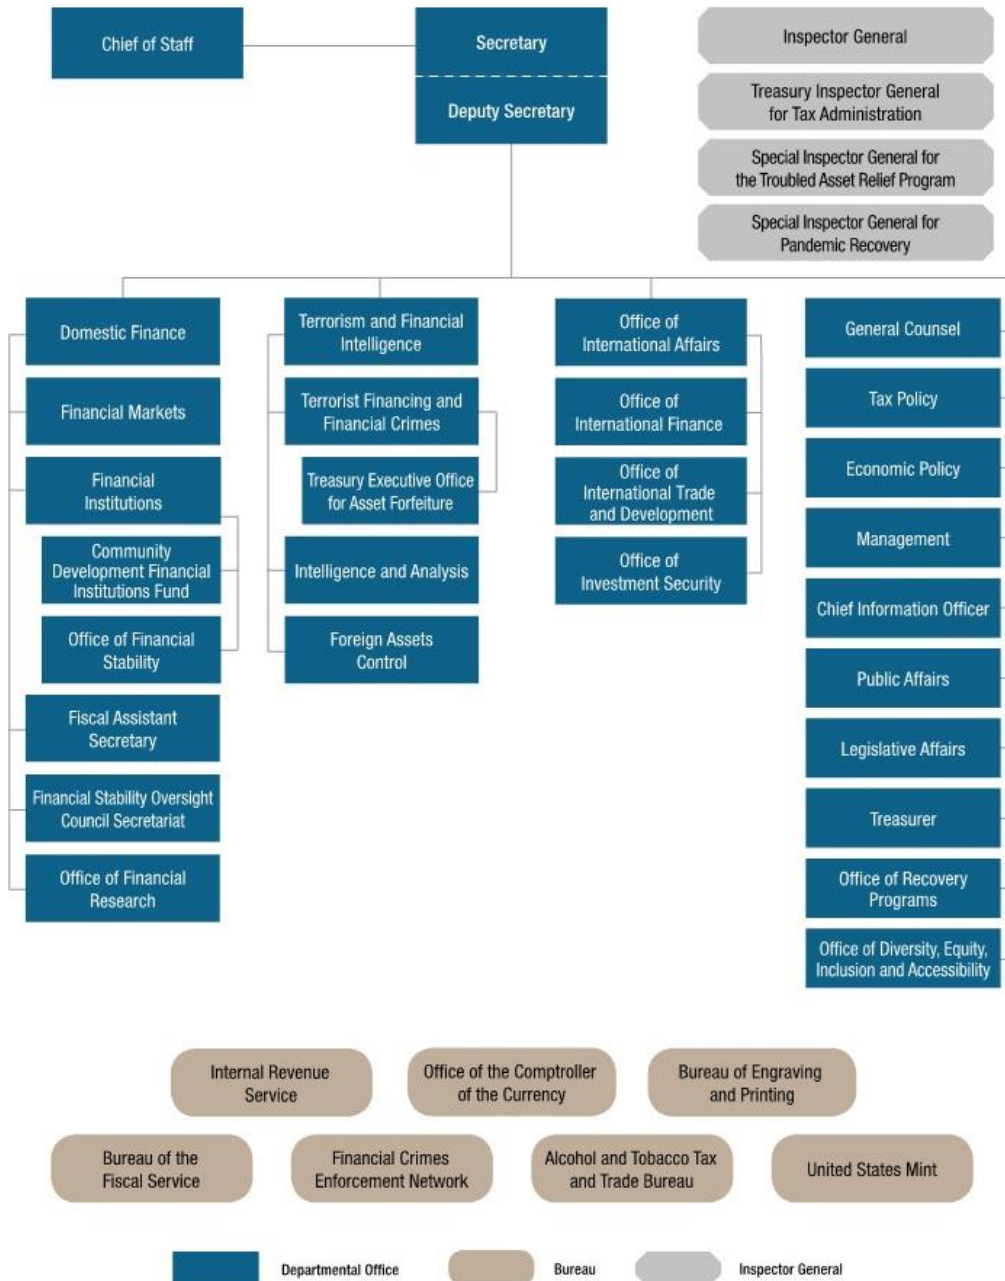 Chief of Staff
Secretary
Deputy Secretary
Inspector General
Treasury Inspector General
for Tax Administration
Special Inspector General for
the Troubled Asset Relief Program
Special Inspector General for
Pandemic Recovery
Domestic Finance
Financial Markets
Financial
Institutions
Community
Development Financial
Institutions Fund
Office of Financial
Stability
Fiscal Assistant
Secretary
Financial Stability Oversight
Council Secretariat
Office of Financial
Research
Terrorism and Financial
Intelligence
Terrorist Financing and
Financial Crimes
Treasury Executive Office
for Asset Forfeiture
Intelligence and Analysis
Foreign Assets
Control
Office of
International Affairs
Office of
International Finance
Office of
International Trade
and Development
Office of
Investment Security
General Counsel
Tax Policy
Economic Policy
Management
Chief Information Officer
Public Affairs
Legislative Affairs
Treasurer
Office of Recovery
Programs
Office of Diversity, Equity,
Inclusion and Accessibility
Internal Revenue
Service
Office of the Comptroller
of the Currency
Bureau of Engraving
and Printing
Bureau of the
Fiscal Service
Financial Crimes
Enforcement Network
Alcohol and Tobacco Tax
and Trade Bureau
United States Mint
Departmental Office
Bureau
Inspector General